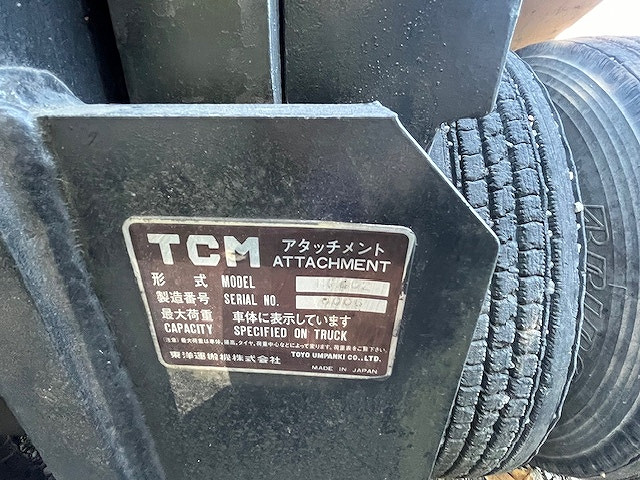 TCM アタッチメント
ATTACHMENT
形式 MODEL
製造番号 SERIAL NO.
最大荷重 車体に表示しています
CAPACITY SPECIFIED ON TRUCK
東洋運搬機株式会社 TOYO UMPANKI CO., LTD.
MADE IN JAPAN